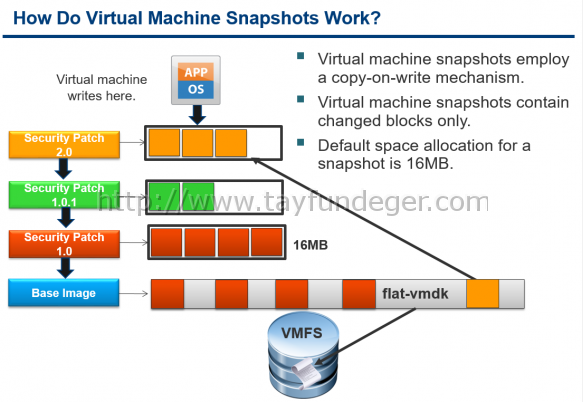 How Do Virtual Machine Snapshots Work?
Virtual machine
writes here.
APP
OS
Virtual machine snapshots employ
a copy-on-write mechanism.
Virtual machine snapshots contain
changed blocks only.
Default space allocation for a
snapshot is 16MB.
Security Patch
2.0
Security Patch
1.0.1
http://www.tayfundeger.com
Security Patch
1.0
16MB
Base Image
flat-vmdk
VMFS